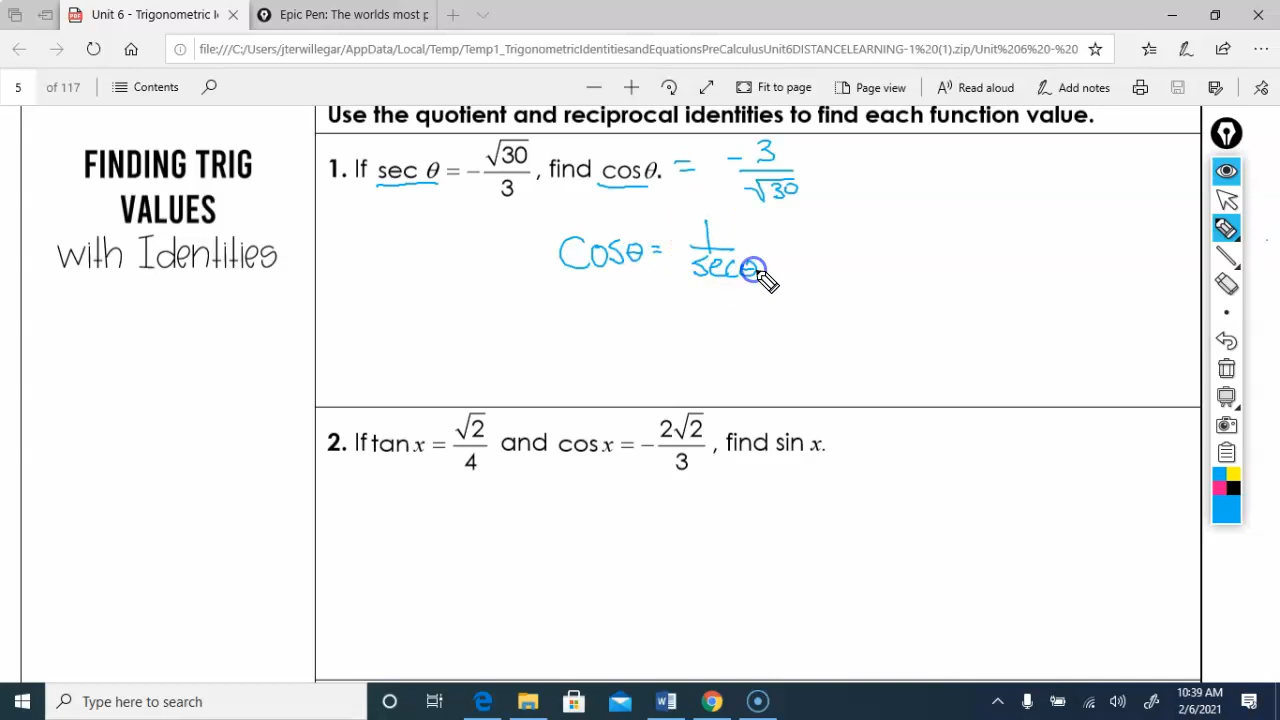 Unit 6 - Trigonometric I
Epic Pen: The worlds most p
file:///C:/Users/jterwillegar/AppData/Local/Temp/Temp1_TrigonometricIdentitiesandEquationsPreCalculusUnit6DISTANCELEARNING-1%20(1).zip/Unit%206%20-%20
5 of 117 Contents Fit to page Page view Read aloud Add notes
Use the quotient and reciprocal identities to find each function value.
FINDING TRIG
VALUES
with Identities
1. If sec θ = -√30/3, find cosθ. = -3/√30
Cosθ = 1/secθ
2. If tan x = √2/4 and cos x = -2√2/3, find sin x.
Type here to search
10:39 AM
2/6/2021